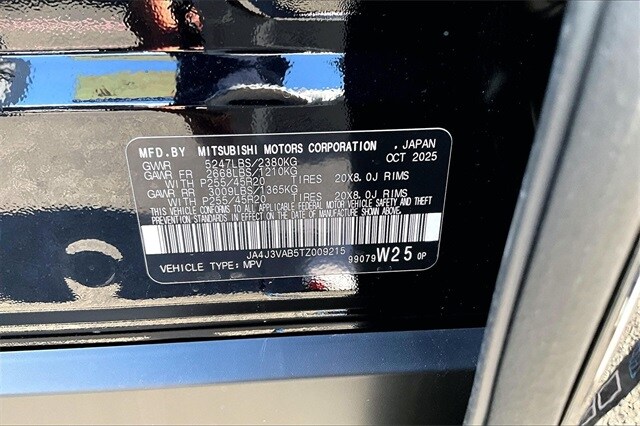 MFD.BY MITSUBISHI MOTORS CORPORATION , JAPAN
GVWR 5247LBS/2380KG OCT 2025
GAWR FR 2668LBS/1210KG
WITH P255/45R20 TIRES 20X8.0J RIMS
GAWR RR 3009LBS/1365KG
WITH P255/45R20 TIRES 20X8.0J RIMS
THIS VEHICLE CONFORMS TO ALL APPLICABLE FEDERAL MOTOR VEHICLE SAFETY AND THEFT
PREVENTION STANDARDS IN EFFECT ON THE DATE OF MANUFACTURE SHOWN ABOVE.
JA4J3VAB5TZ009215
VEHICLE TYPE: MPV 99079 W25 0P